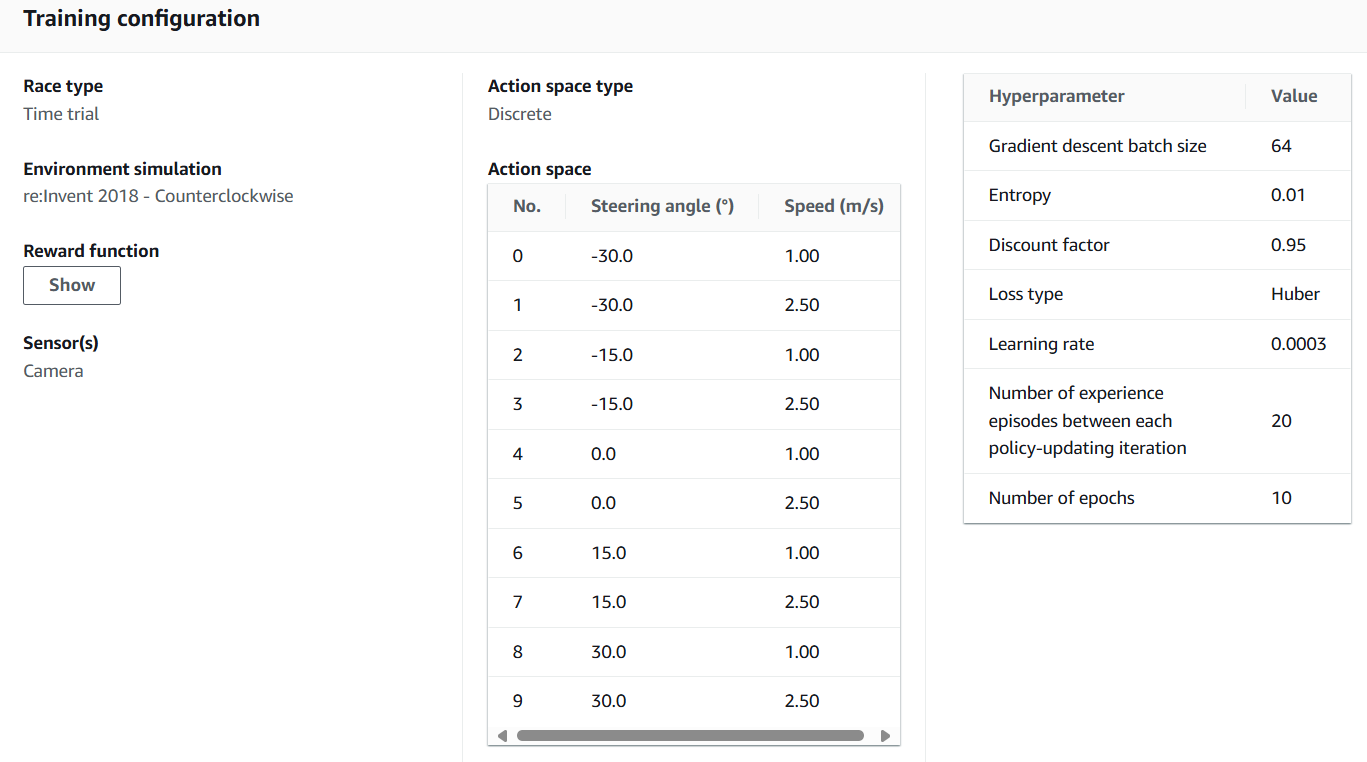 Training configuration
Race type
Time trial
Environment simulation
re:Invent 2018 - Counterclockwise
Reward function
Show
Sensor(s)
Camera
Action space type
Discrete
Action space
No. Steering angle (°) Speed (m/s)
0 -30.0 1.00
1 -30.0 2.50
2 -15.0 1.00
3 -15.0 2.50
4 0.0 1.00
5 0.0 2.50
6 15.0 1.00
7 15.0 2.50
8 30.0 1.00
9 30.0 2.50
Hyperparameter Value
Gradient descent batch size 64
Entropy 0.01
Discount factor 0.95
Loss type Huber
Learning rate 0.0003
Number of experience
episodes between each 20
policy-updating iteration
Number of epochs 10